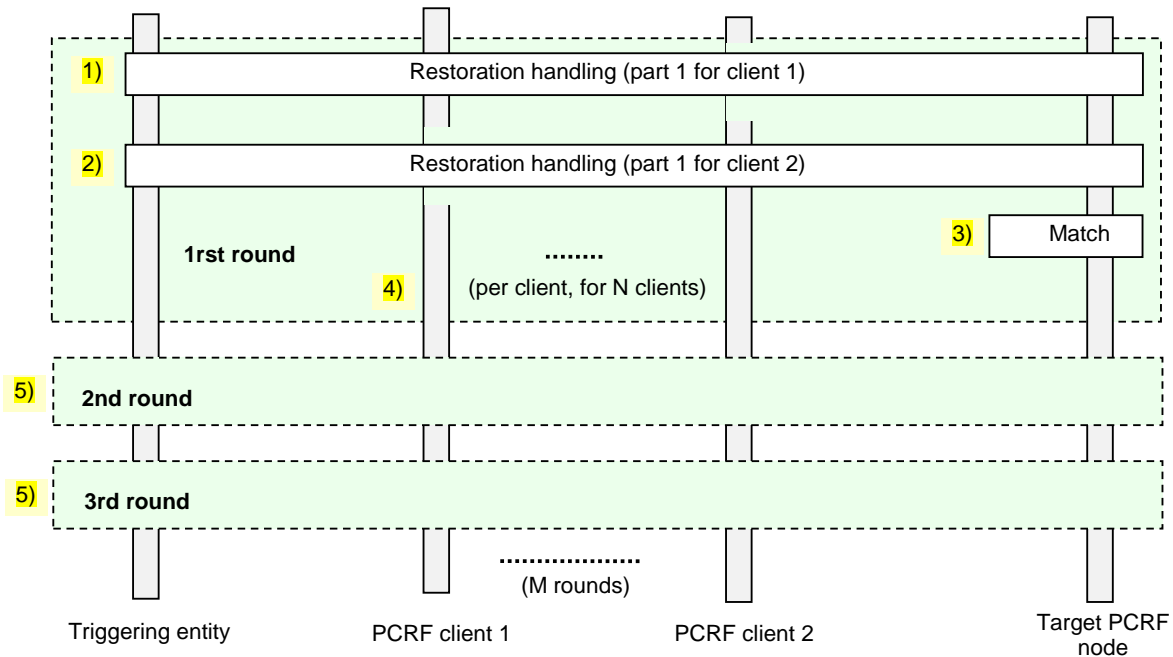 1) Restoration handling (part 1 for client 1)
2) Restoration handling (part 1 for client 2)
3) Match
1rst round
........
4) (per client, for N clients)
5) 2nd round
5) 3rd round
....................
(M rounds)
Triggering entity PCRF client 1 PCRF client 2 Target PCRF
node